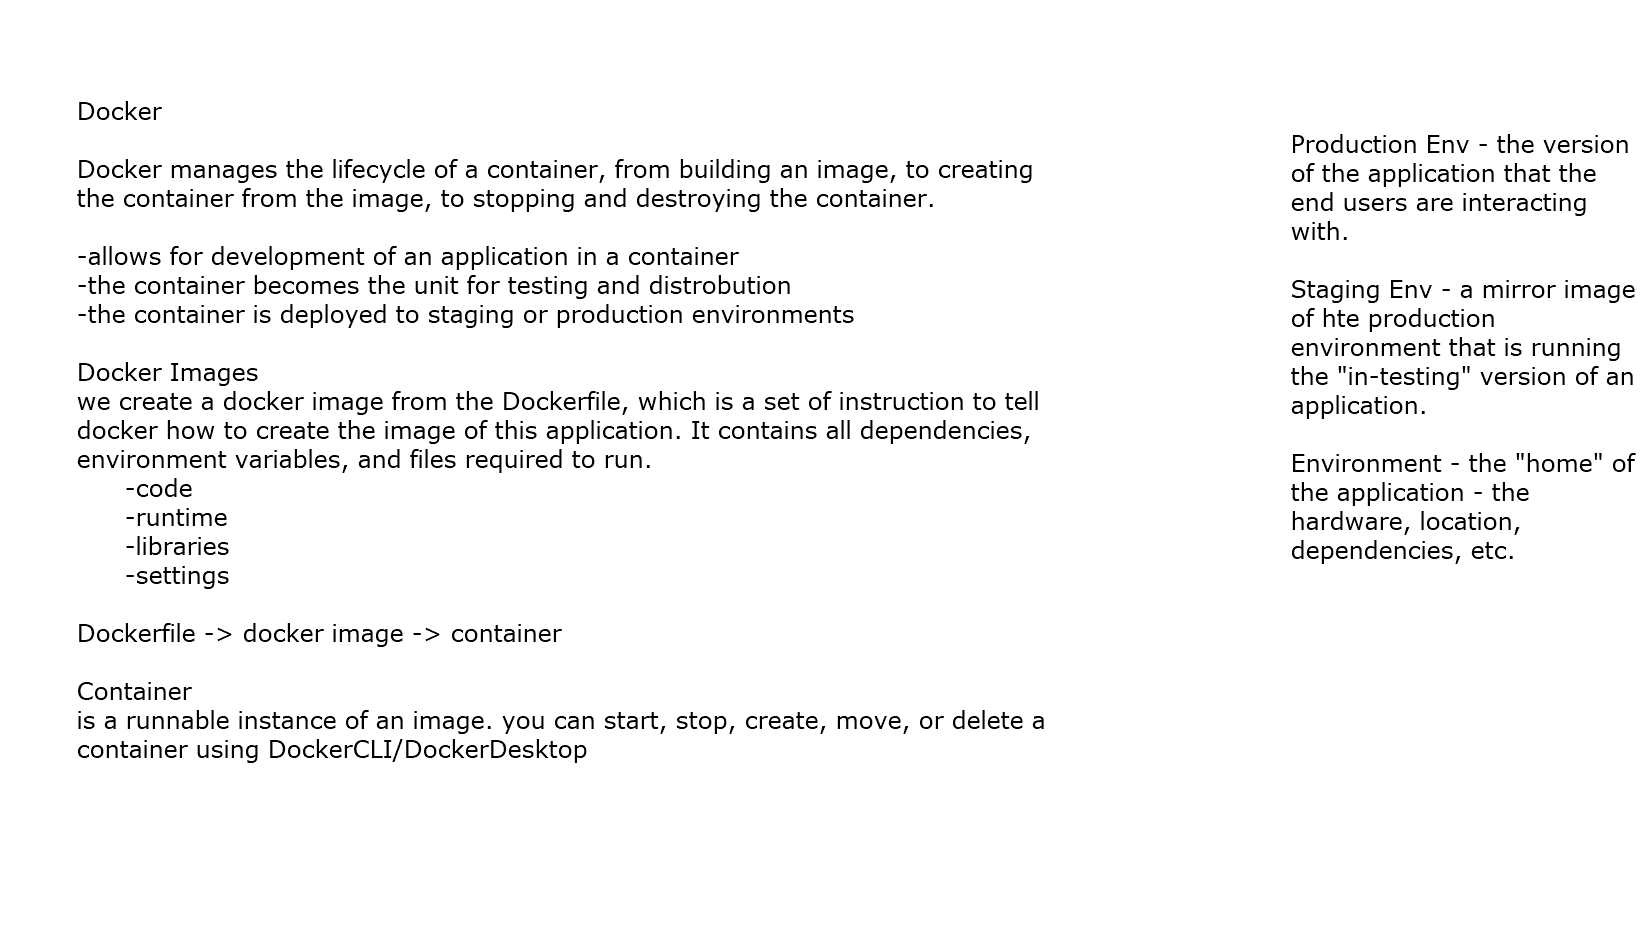 Docker
Docker manages the lifecycle of a container, from building an image, to creating
the container from the image, to stopping and destroying the container.
-allows for development of an application in a container
-the container becomes the unit for testing and distrobution
-the container is deployed to staging or production environments
Docker Images
we create a docker image from the Dockerfile, which is a set of instruction to tell
docker how to create the image of this application. It contains all dependencies,
environment variables, and files required to run.
-code
-runtime
-libraries
-settings
Dockerfile -> docker image -> container
Container
is a runnable instance of an image. you can start, stop, create, move, or delete a
container using DockerCLI/DockerDesktop
Production Env - the version
of the application that the
end users are interacting
with.
Staging Env - a mirror image
of hte production
environment that is running
the "in-testing" version of an
application.
Environment - the "home" of
the application - the
hardware, location,
dependencies, etc.